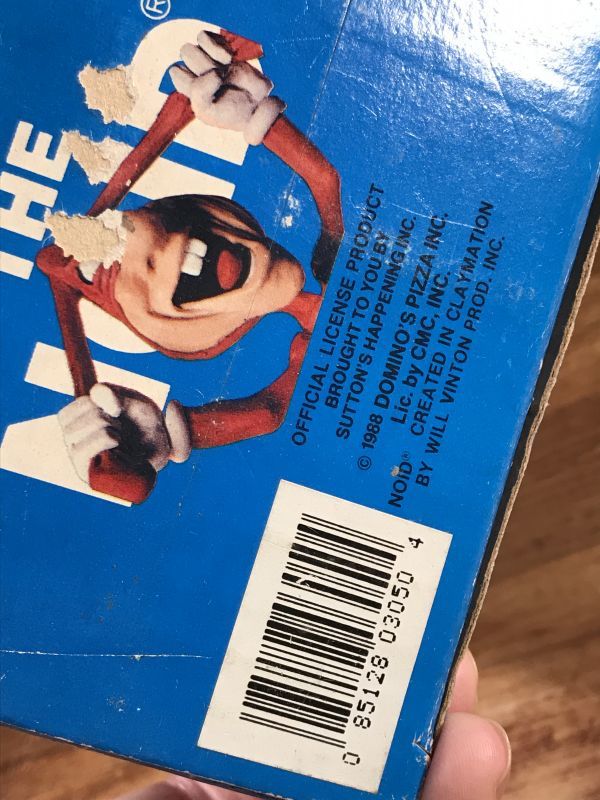 ®
THE
NOID
OFFICIAL LICENSE PRODUCT
BROUGHT TO YOU BY
SUTTON'S HAPPENING INC.
© 1988 DOMINO'S PIZZA INC.
Lic. by CMC, INC.
NOID® CREATED IN CLAYMATION
BY WILL VINTON PROD. INC.
0 85128 03050 4